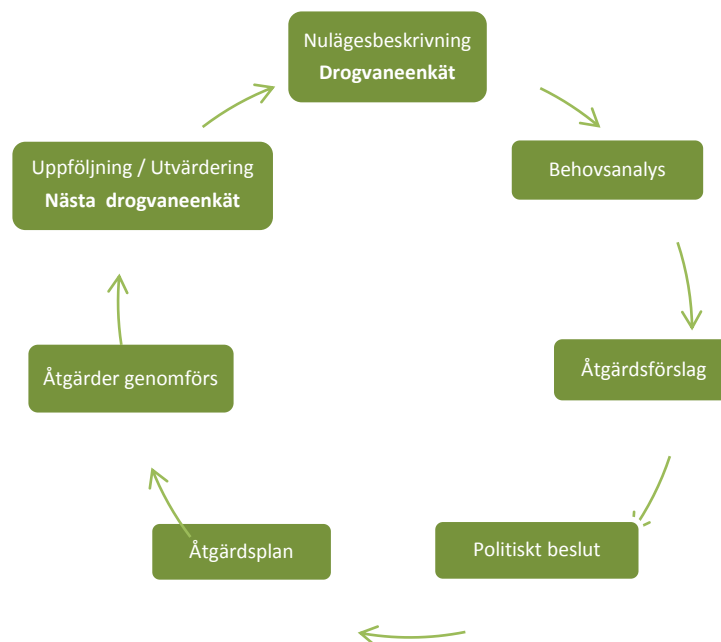 Nulägesbeskrivning
Drogvaneenkät
Behovsanalys
Åtgärdsförslag
Politiskt beslut
Åtgärdsplan
Åtgärder genomförs
Uppföljning / Utvärdering
Nästa drogvaneenkät